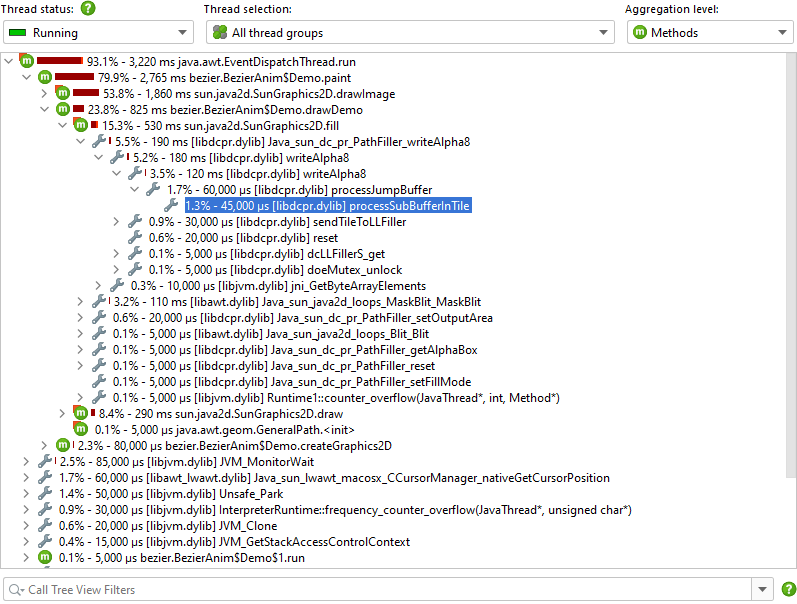 Thread status: ?
Thread selection:
Aggregation level:
Running
All thread groups
m Methods
m 93.1% - 3,220 ms java.awt.EventDispatchThread.run
m 79.9% - 2,765 ms bezier.BezierAnim$Demo.paint
m 53.8% - 1,860 ms sun.java2d.SunGraphics2D.drawImage
m 23.8% - 825 ms bezier.BezierAnim$Demo.drawDemo
m 15.3% - 530 ms sun.java2d.SunGraphics2D.fill
5.5% - 190 ms [libdcpr.dylib] Java_sun_dc_pr_PathFiller_writeAlpha8
5.2% - 180 ms [libdcpr.dylib] writeAlpha8
3.5% - 120 ms [libdcpr.dylib] writeAlpha8
1.7% - 60,000 µs [libdcpr.dylib] processJumpBuffer
1.3% - 45,000 µs [libdcpr.dylib] processSubBufferInTile
0.9% - 30,000 µs [libdcpr.dylib] sendTileToLLFiller
0.6% - 20,000 µs [libdcpr.dylib] reset
0.1% - 5,000 µs [libdcpr.dylib] dcLLFillerS_get
0.1% - 5,000 µs [libdcpr.dylib] doeMutex_unlock
0.3% - 10,000 µs [libjvm.dylib] jni_GetByteArrayElements
3.2% - 110 ms [libawt.dylib] Java_sun_java2d_loops_MaskBlit_MaskBlit
0.6% - 20,000 µs [libdcpr.dylib] Java_sun_dc_pr_PathFiller_setOutputArea
0.1% - 5,000 µs [libawt.dylib] Java_sun_java2d_loops_Blit_Blit
0.1% - 5,000 µs [libdcpr.dylib] Java_sun_dc_pr_PathFiller_getAlphaBox
0.1% - 5,000 µs [libdcpr.dylib] Java_sun_dc_pr_PathFiller_reset
0.1% - 5,000 µs [libdcpr.dylib] Java_sun_dc_pr_PathFiller_setFillMode
0.1% - 5,000 µs [libjvm.dylib] Runtime1::counter_overflow(JavaThread*, int, Method*)
m 8.4% - 290 ms sun.java2d.SunGraphics2D.draw
m 0.1% - 5,000 µs java.awt.geom.GeneralPath.<init>
m 2.3% - 80,000 µs bezier.BezierAnim$Demo.createGraphics2D
2.5% - 85,000 µs [libjvm.dylib] JVM_MonitorWait
1.7% - 60,000 µs [libawt_lwawt.dylib] Java_sun_lwawt_macosx_CCursorManager_nativeGetCursorPosition
1.4% - 50,000 µs [libjvm.dylib] Unsafe_Park
0.9% - 30,000 µs [libjvm.dylib] InterpreterRuntime::frequency_counter_overflow(JavaThread*, unsigned char*)
0.6% - 20,000 µs [libjvm.dylib] JVM_Clone
0.4% - 15,000 µs [libjvm.dylib] JVM_GetStackAccessControlContext
m 0.1% - 5,000 µs bezier.BezierAnim$Demo$1.run
Call Tree View Filters ?